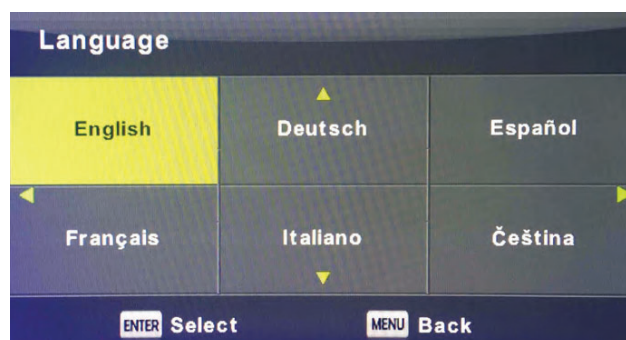 Language
English Deutsch Español
Français Italiano Čeština
ENTER Select MENU Back